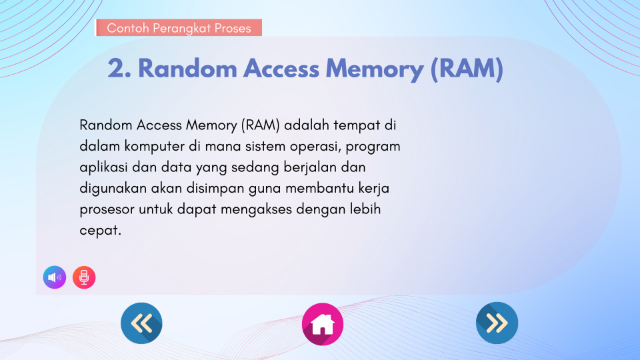 Contoh Perangkat Proses
2. Random Access Memory (RAM)
Random Access Memory (RAM) adalah tempat di
dalam komputer di mana sistem operasi, program
aplikasi dan data yang sedang berjalan dan
digunakan akan disimpan guna membantu kerja
prosesor untuk dapat mengakses dengan lebih
cepat.